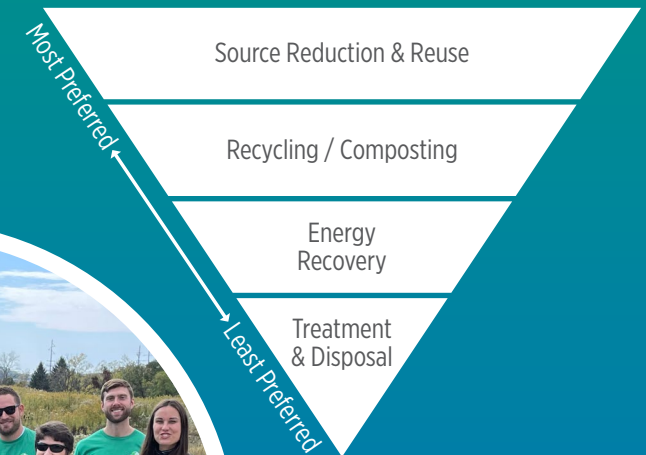 Most Preferred
Source Reduction & Reuse
Recycling / Composting
Energy
Recovery
Treatment
& Disposal
Least Preferred